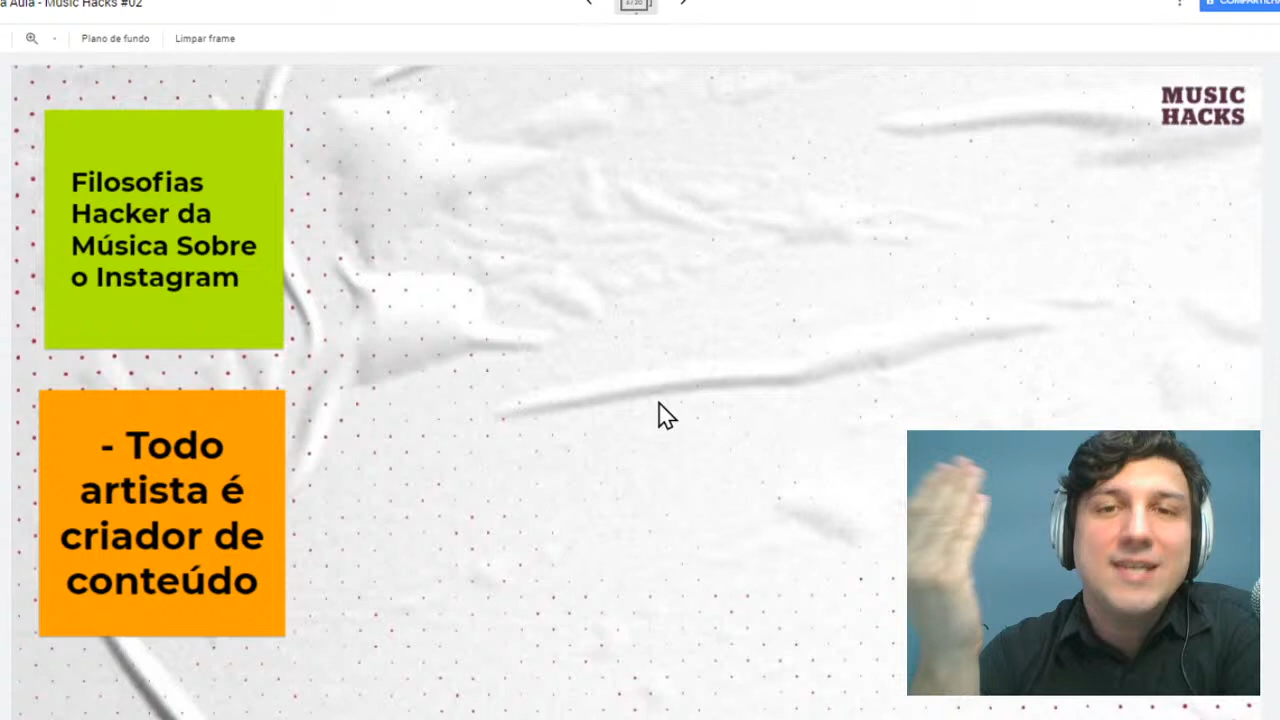 a Aula - Music Hacks #02
Plano de fundo
Limpar frame
MUSIC
HACKS
Filosofias
Hacker da
Música Sobre
o Instagram
- Todo
artista é
criador de
conteúdo